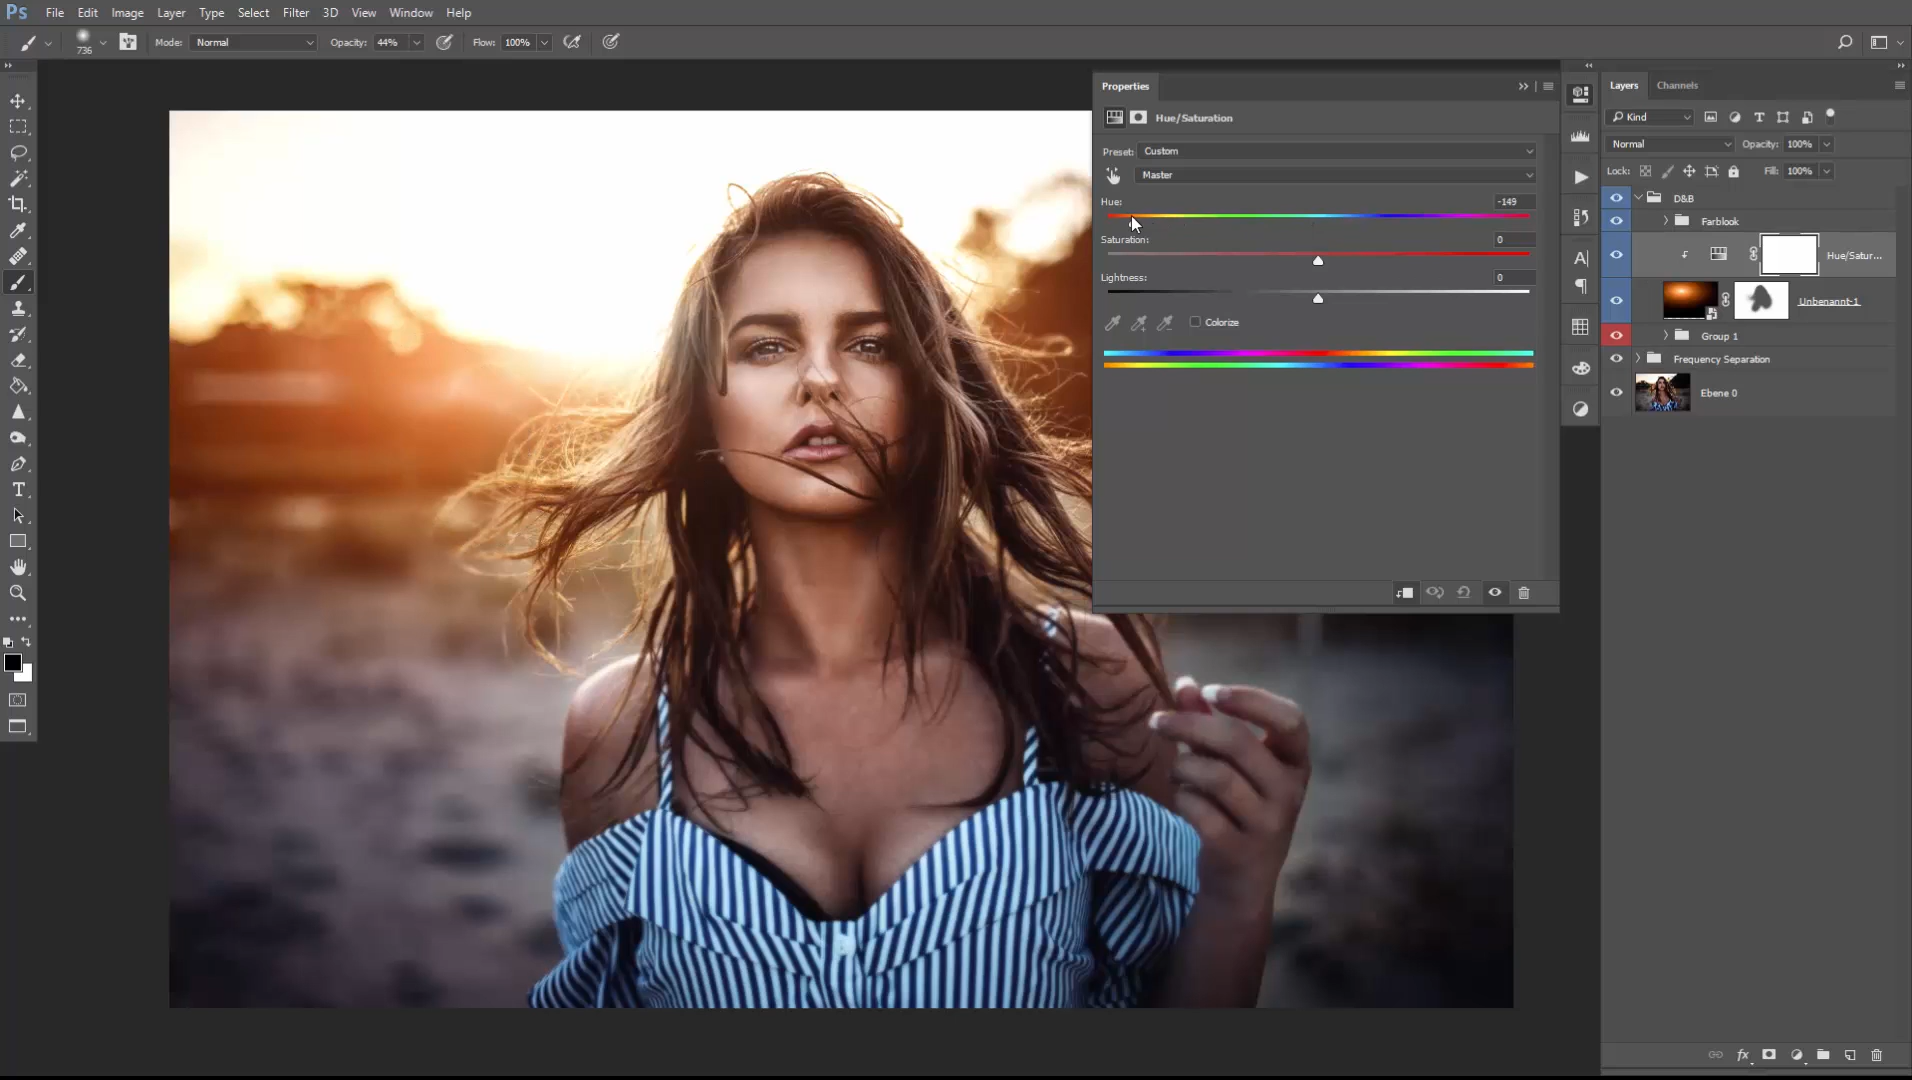 Ps File Edit Image Layer Type Select Filter 3D View Window Help
736 Mode: Normal Opacity: 44% Flow: 100%
Properties
Hue/Saturation
Preset: Custom
Master
Hue: -149
Saturation: 0
Lightness: 0
Colorize
A
T
Layers Channels
Kind T
Normal Opacity: 100%
Lock: Fill: 100%
D&B
Farblook
Hue/Satur...
Unbenannt-1
Group 1
Frequency Separation
Ebene 0
fx